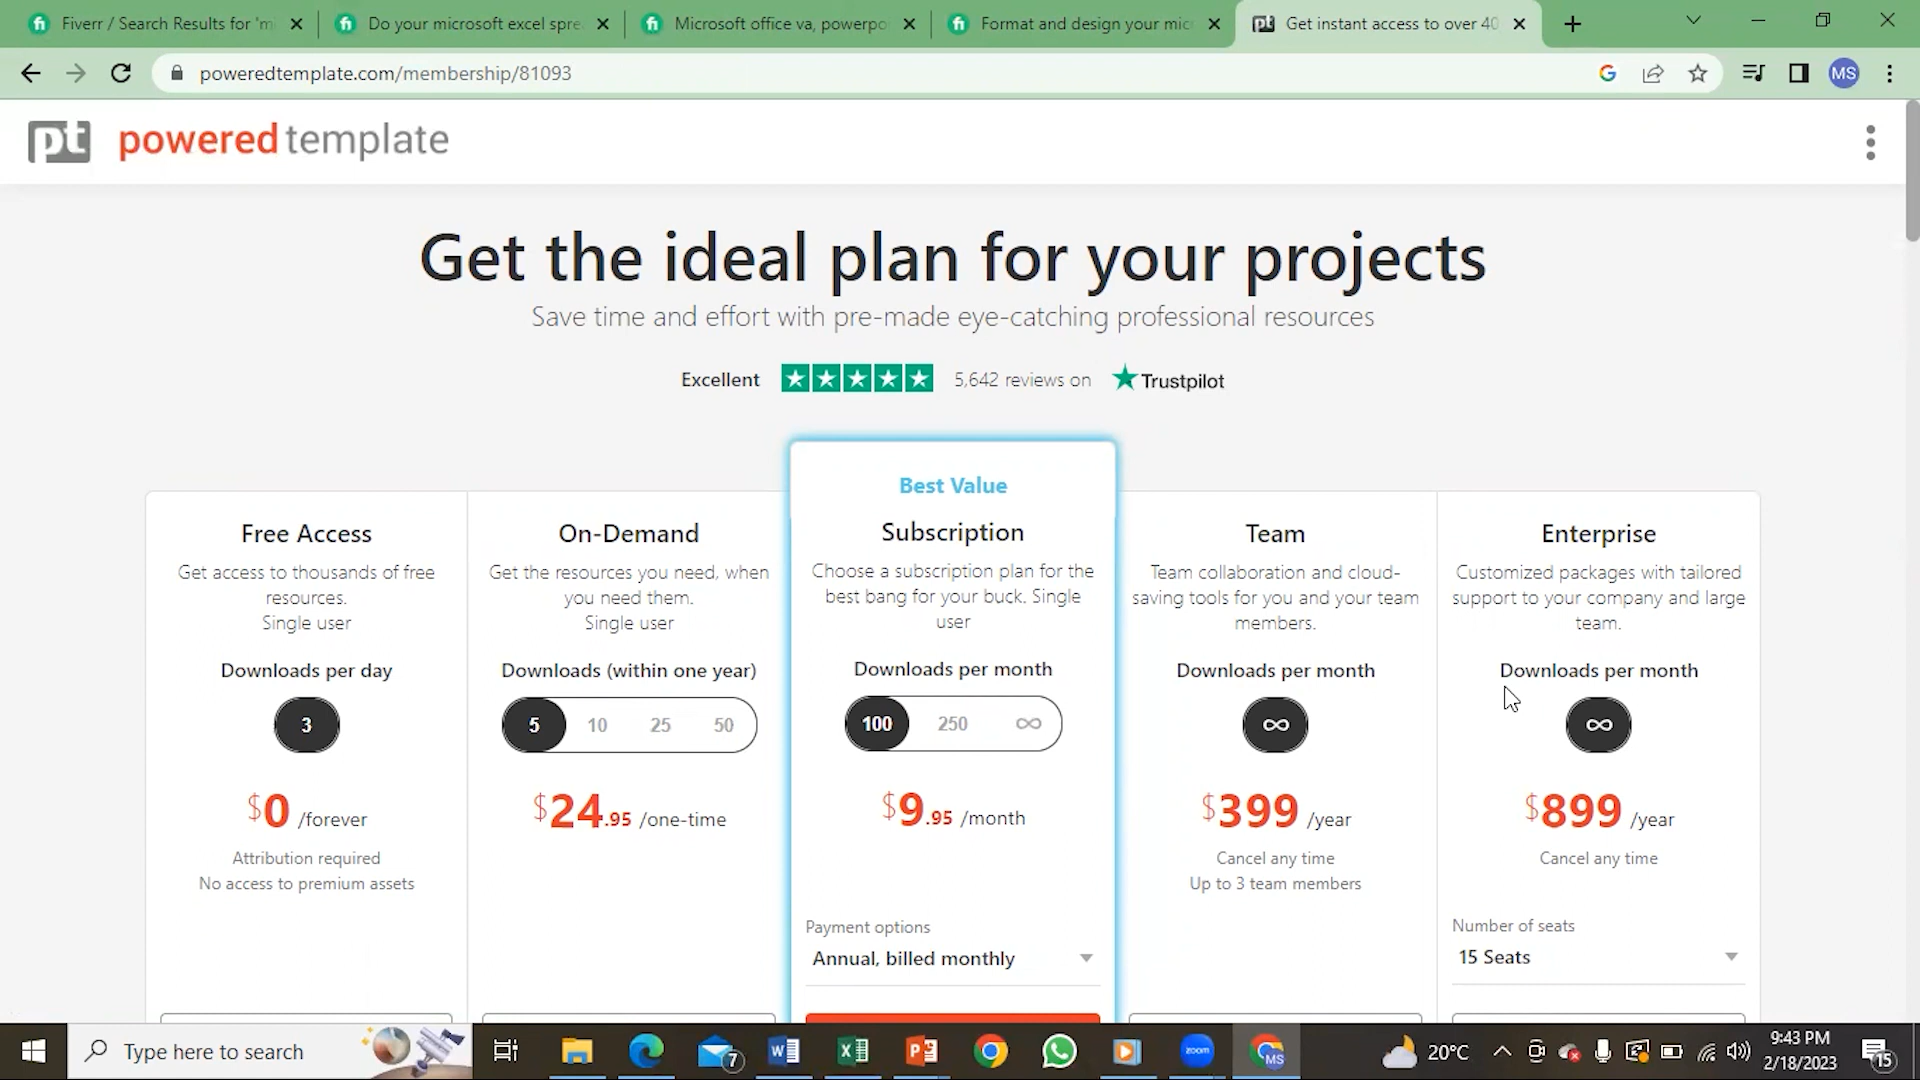 Fiverr / Search Results for 'm
Do your microsoft excel spre
Microsoft office va, powerpo
Format and design your mic
Get instant access to over 40
poweredtemplate.com/membership/81093
MS
pt powered template
Get the ideal plan for your projects
Save time and effort with pre-made eye-catching professional resources
Excellent 5,642 reviews on Trustpilot
Free Access
Get access to thousands of free
resources.
Single user
Downloads per day
3
$0 /forever
Attribution required
No access to premium assets
On-Demand
Get the resources you need, when
you need them.
Single user
Downloads (within one year)
5 10 25 50
$24.95 /one-time
Best Value
Subscription
Choose a subscription plan for the
best bang for your buck. Single
user
Downloads per month
100 250 ∞
$9.95 /month
Payment options
Annual, billed monthly
Team
Team collaboration and cloud-
saving tools for you and your team
members.
Downloads per month
∞
$399 /year
Cancel any time
Up to 3 team members
Enterprise
Customized packages with tailored
support to your company and large
team.
Downloads per month
∞
$899 /year
Cancel any time
Number of seats
15 Seats
Type here to search
7
zoom
MS
20°C
9:43 PM
2/18/2023
15